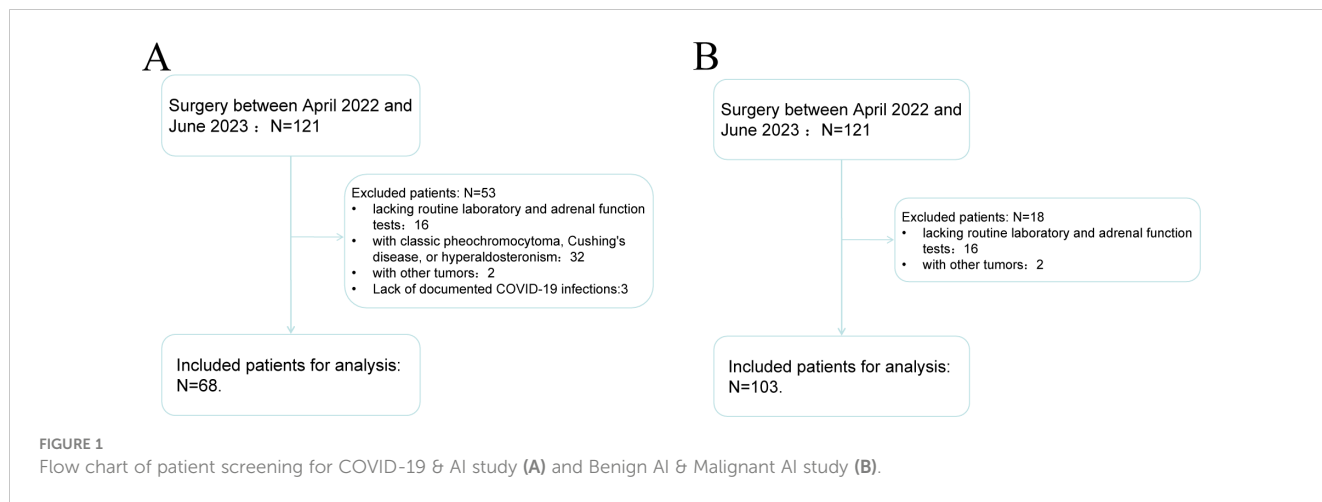 A
Surgery between April 2022 and
June 2023： N=121
Excluded patients: N=53
• lacking routine laboratory and adrenal function
tests：16
• with classic pheochromocytoma, Cushing's
disease, or hyperaldosteronism：32
• with other tumors：2
• Lack of documented COVID-19 infections:3
Included patients for analysis:
N=68.
B
Surgery between April 2022 and
June 2023： N=121
Excluded patients: N=18
• lacking routine laboratory and adrenal function
tests：16
• with other tumors：2
Included patients for analysis:
N=103.
FIGURE 1
Flow chart of patient screening for COVID-19 & AI study (A) and Benign AI & Malignant AI study (B).